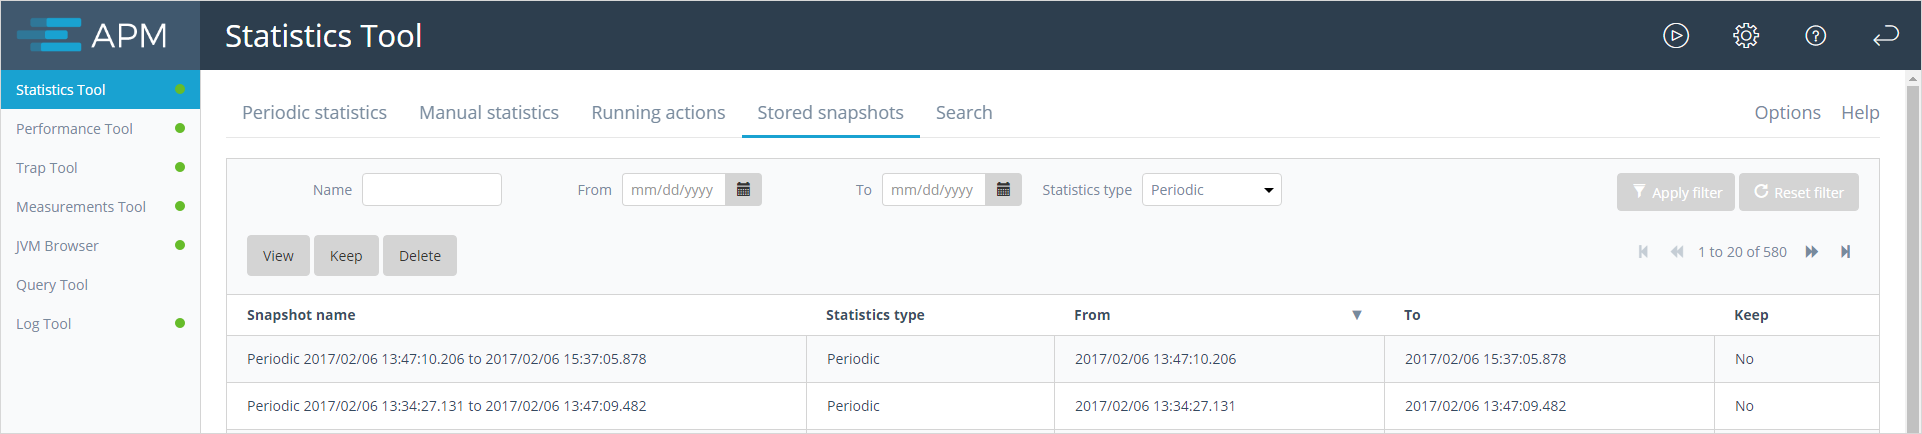 APM Statistics Tool
Statistics Tool
Performance Tool
Trap Tool
Measurements Tool
JVM Browser
Query Tool
Log Tool
Periodic statistics Manual statistics Running actions Stored snapshots Search Options Help
Name From mm/dd/yyyy To mm/dd/yyyy Statistics type Periodic Apply filter Reset filter
View Keep Delete 1 to 20 of 580
Snapshot name Statistics type From To Keep
Periodic 2017/02/06 13:47:10.206 to 2017/02/06 15:37:05.878 Periodic 2017/02/06 13:47:10.206 2017/02/06 15:37:05.878 No
Periodic 2017/02/06 13:34:27.131 to 2017/02/06 13:47:09.482 Periodic 2017/02/06 13:34:27.131 2017/02/06 13:47:09.482 No